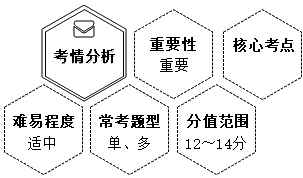 考情分析
重要性
重要
核心考点
难易程度
适中
常考题型
单、多
分值范围
12～14分